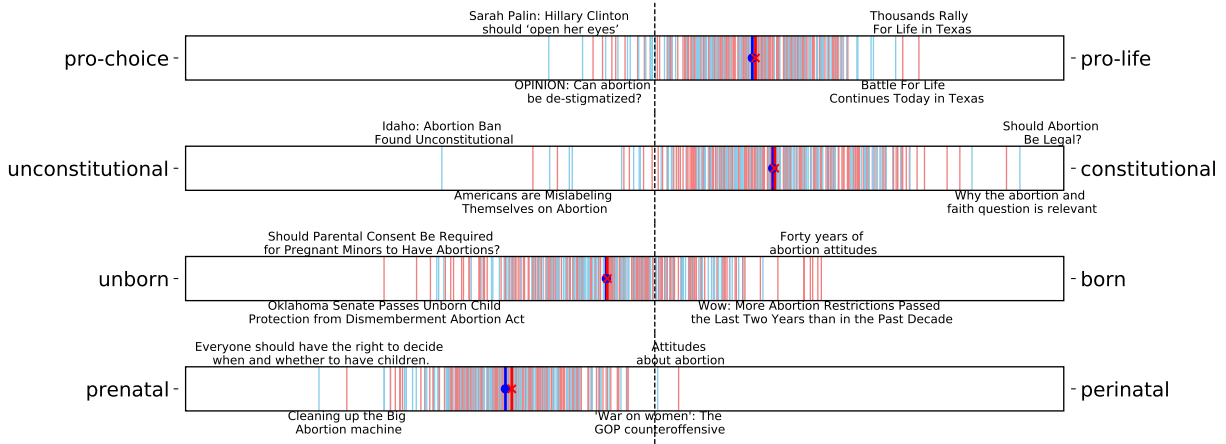 Sarah Palin: Hillary Clinton
should ‘open her eyes’
Thousands Rally
For Life in Texas
pro-choice
pro-life
OPINION: Can abortion
be de-stigmatized?
Battle For Life
Continues Today in Texas
Idaho: Abortion Ban
Found Unconstitutional
Should Abortion
Be Legal?
unconstitutional
constitutional
Americans are Mislabeling
Themselves on Abortion
Why the abortion and
faith question is relevant
Should Parental Consent Be Required
for Pregnant Minors to Have Abortions?
Forty years of
abortion attitudes
unborn
born
Oklahoma Senate Passes Unborn Child
Protection from Dismemberment Abortion Act
Wow: More Abortion Restrictions Passed
the Last Two Years than in the Past Decade
Everyone should have the right to decide
when and whether to have children.
Attitudes
about abortion
prenatal
perinatal
Cleaning up the Big
Abortion machine
'War on women': The
GOP counteroffensive